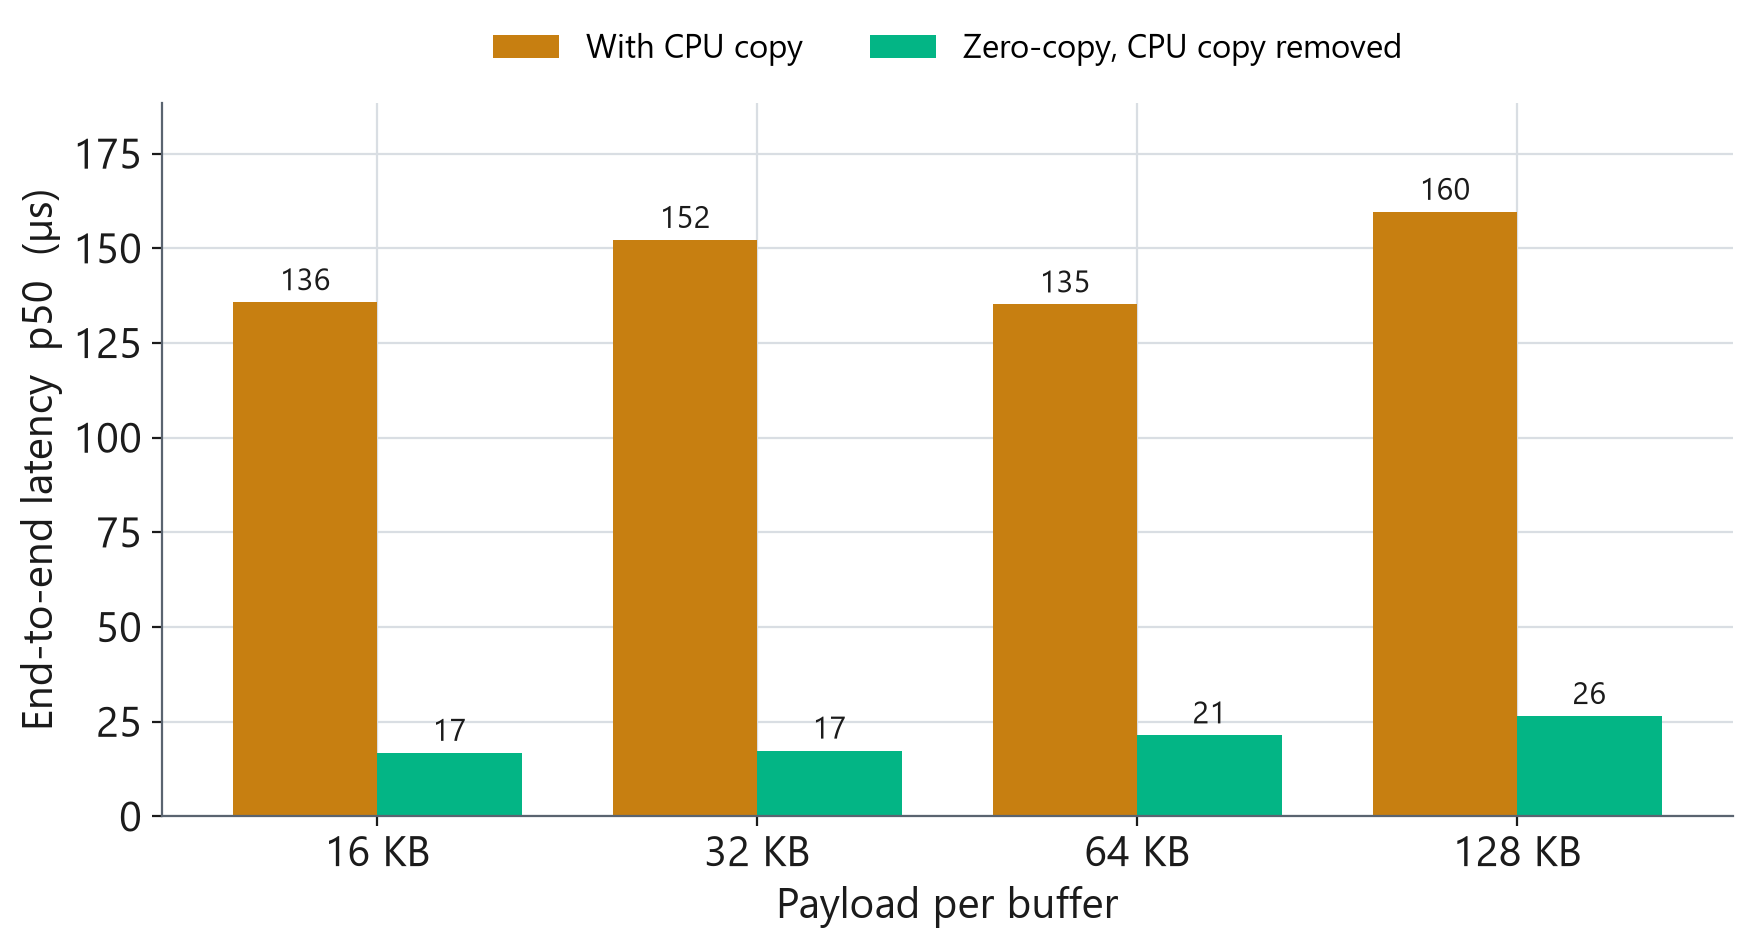 With CPU copy
Zero-copy, CPU copy removed
End-to-end latency p50 (µs)
175
150
125
100
75
50
25
0
136
17
152
17
135
21
160
26
16 KB
32 KB
64 KB
128 KB
Payload per buffer